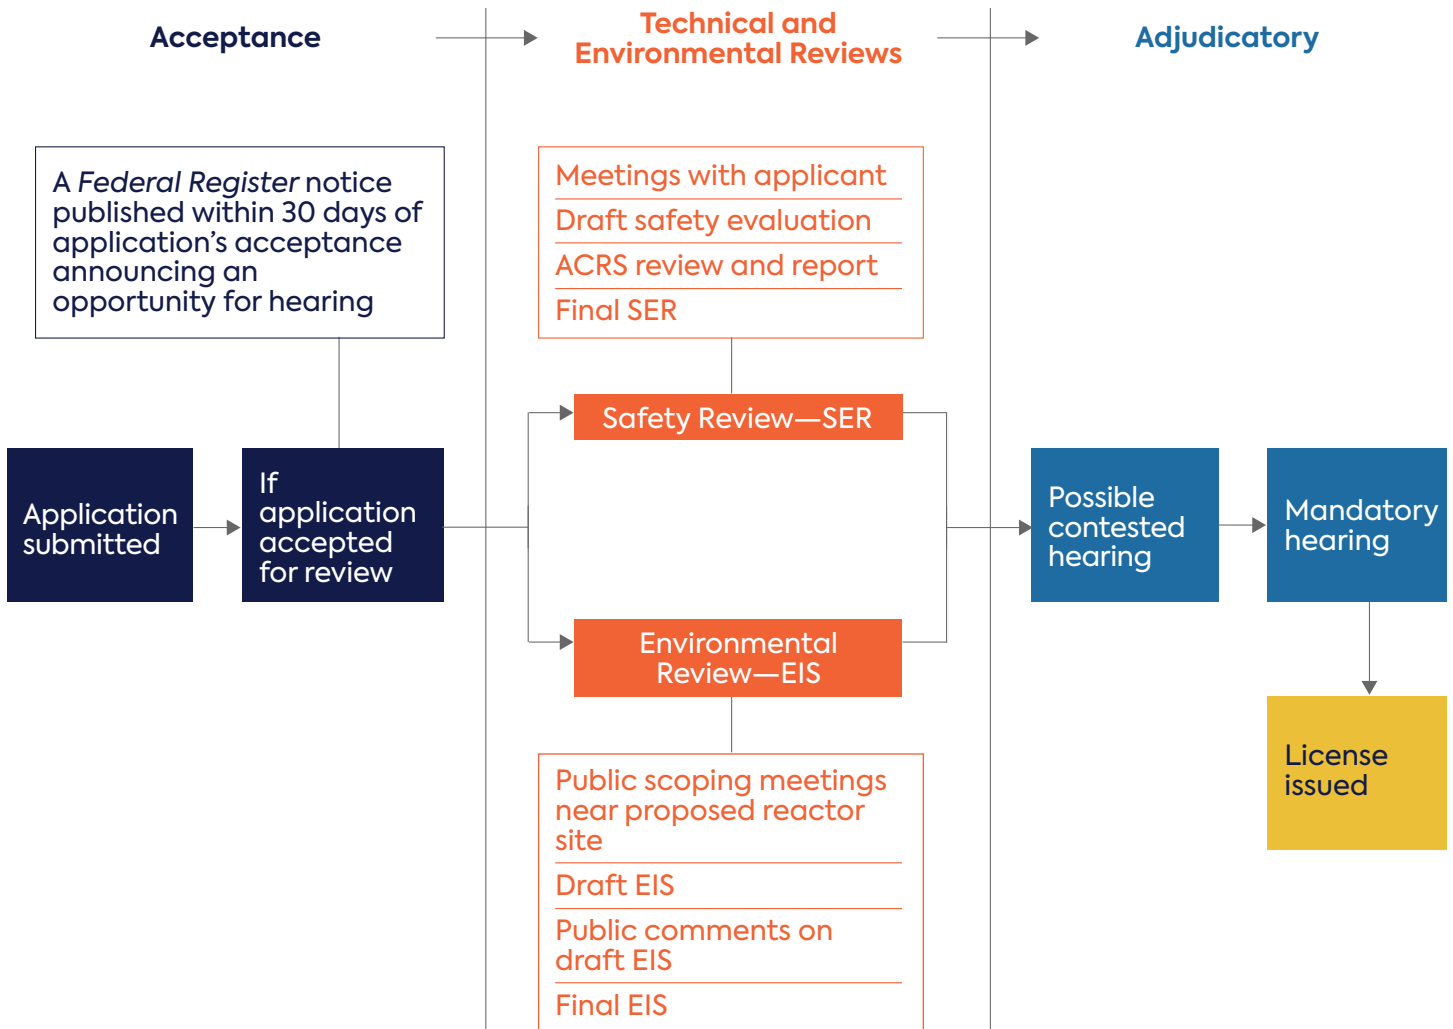 Acceptance
Technical and
Environmental Reviews
Adjudicatory
A Federal Register notice
published within 30 days of
application’s acceptance
announcing an
opportunity for hearing
Meetings with applicant
Draft safety evaluation
ACRS review and report
Final SER
Safety Review—SER
Application
submitted
If
application
accepted
for review
Possible
contested
hearing
Mandatory
hearing
Environmental
Review—EIS
License
issued
Public scoping meetings
near proposed reactor
site
Draft EIS
Public comments on
draft EIS
Final EIS